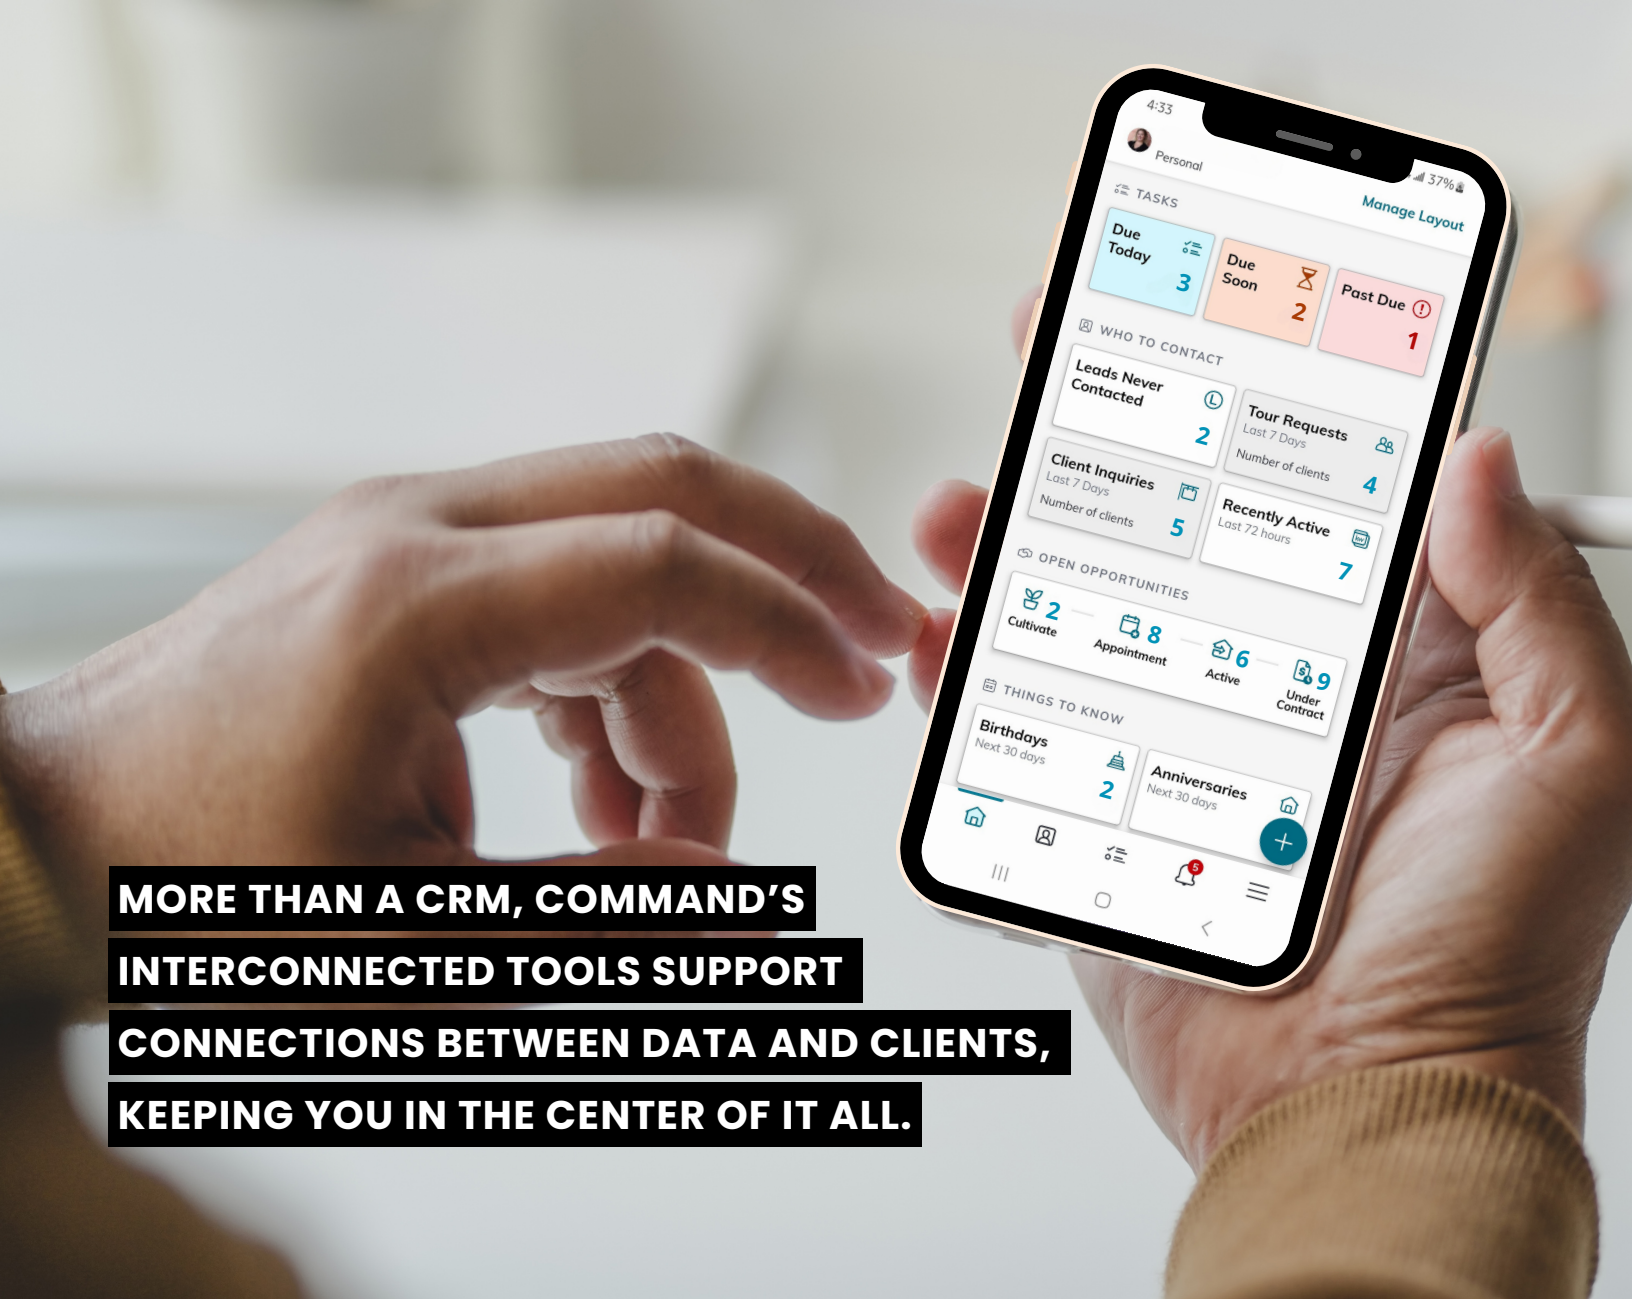 4:33
37%
Personal
Manage Layout
TASKS
Due
Today
3
Due
Soon
2
Past Due
1
WHO TO CONTACT
Leads Never
Contacted
L
2
Tour Requests
Last 7 Days
Number of clients
4
Client Inquiries
Last 7 Days
Number of clients
5
Recently Active
Last 72 hours
7
OPEN OPPORTUNITIES
2
Cultivate
8
Appointment
6
Active
9
Under
Contract
THINGS TO KNOW
Birthdays
Next 30 days
2
Anniversaries
Next 30 days
5
MORE THAN A CRM, COMMAND’S
INTERCONNECTED TOOLS SUPPORT
CONNECTIONS BETWEEN DATA AND CLIENTS,
KEEPING YOU IN THE CENTER OF IT ALL.